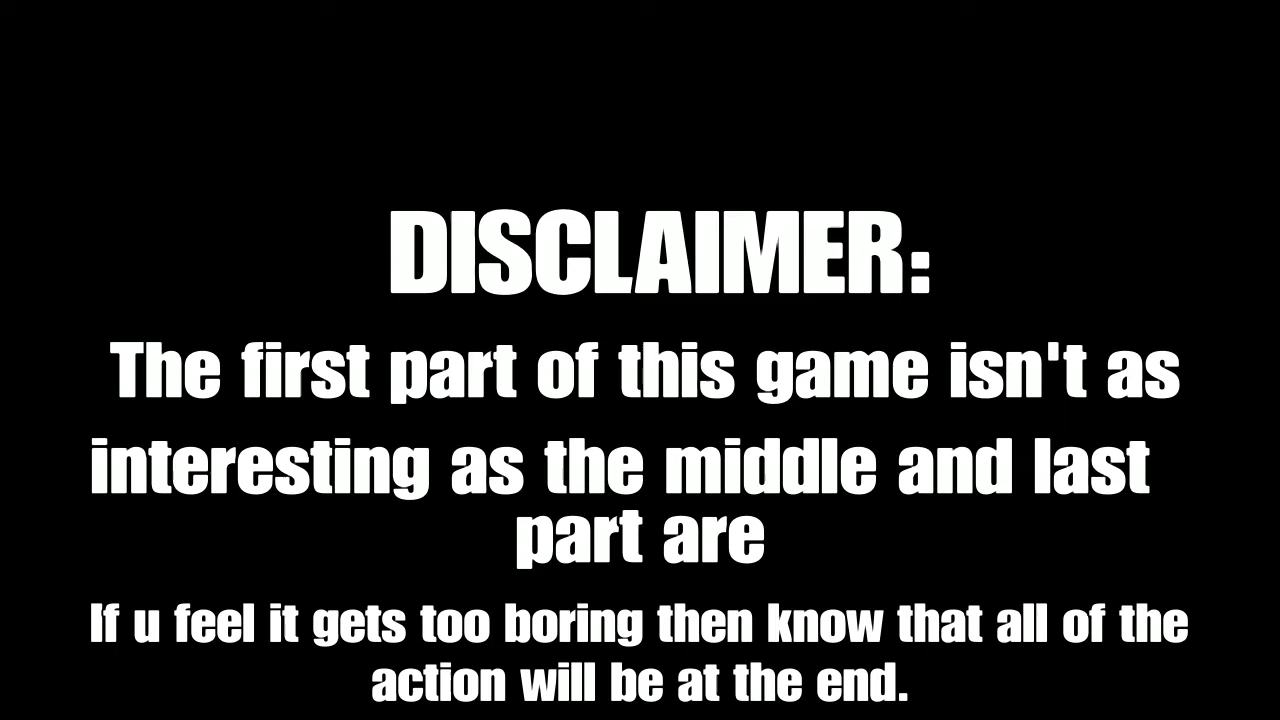 DISCLAIMER:
The first part of this game isn't as
interesting as the middle and last
part are
If u feel it gets too boring then know that all of the
action will be at the end.